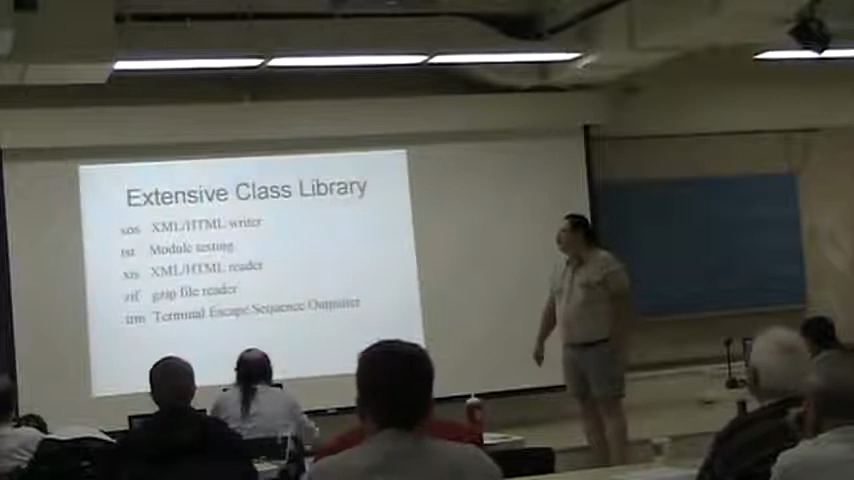 Extensive Class Library
xos XML/HTML writer
tst Module testing
xis XML/HTML reader
zif gzip file reader
trm Terminal Escape Sequence Outputter